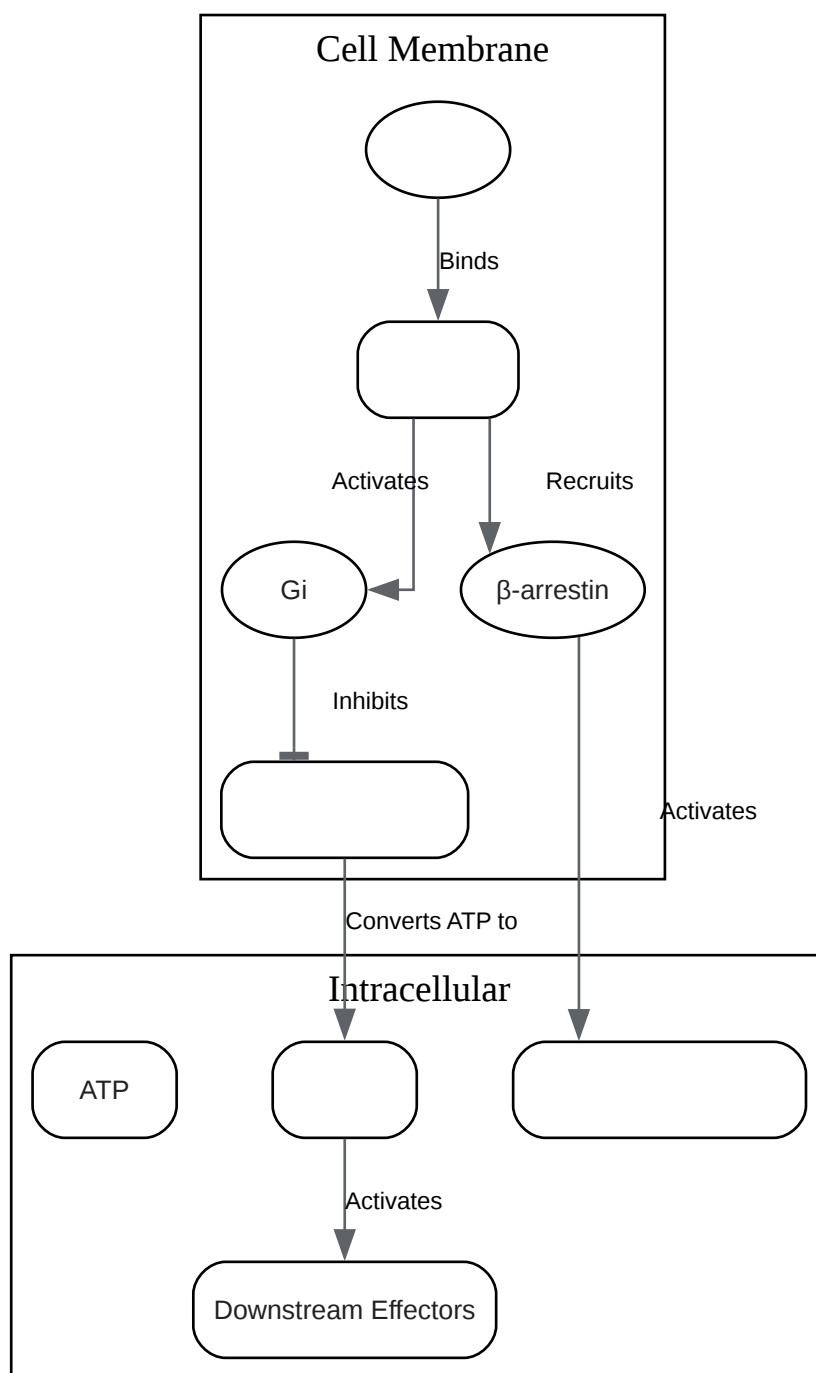 Cell Membrane
Binds
Activates
Recruits
Gi
β-arrestin
Inhibits
Activates
Converts ATP to
Intracellular
ATP
Activates
Downstream Effectors